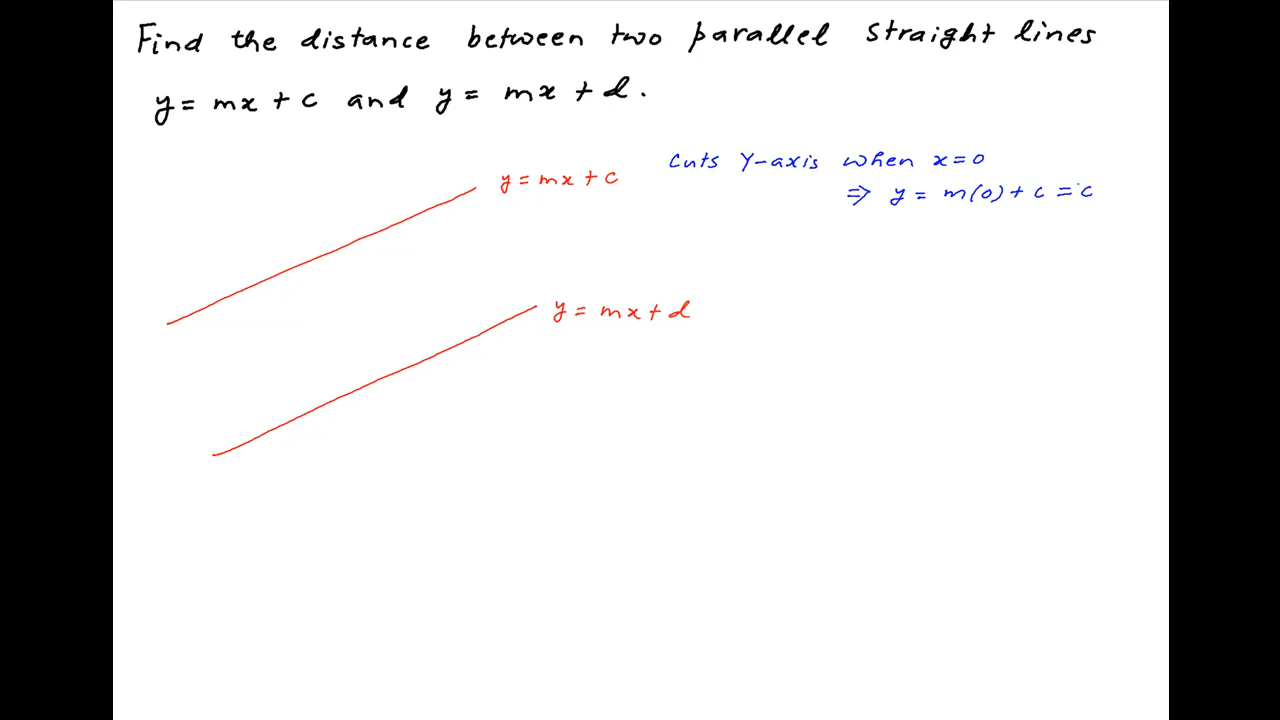 Find the distance between two parallel straight lines
y = mx + c and y = mx + d.
y = mx + c
cuts Y-axis when x=0
⇒ y = m(0) + c = c
y = mx + d